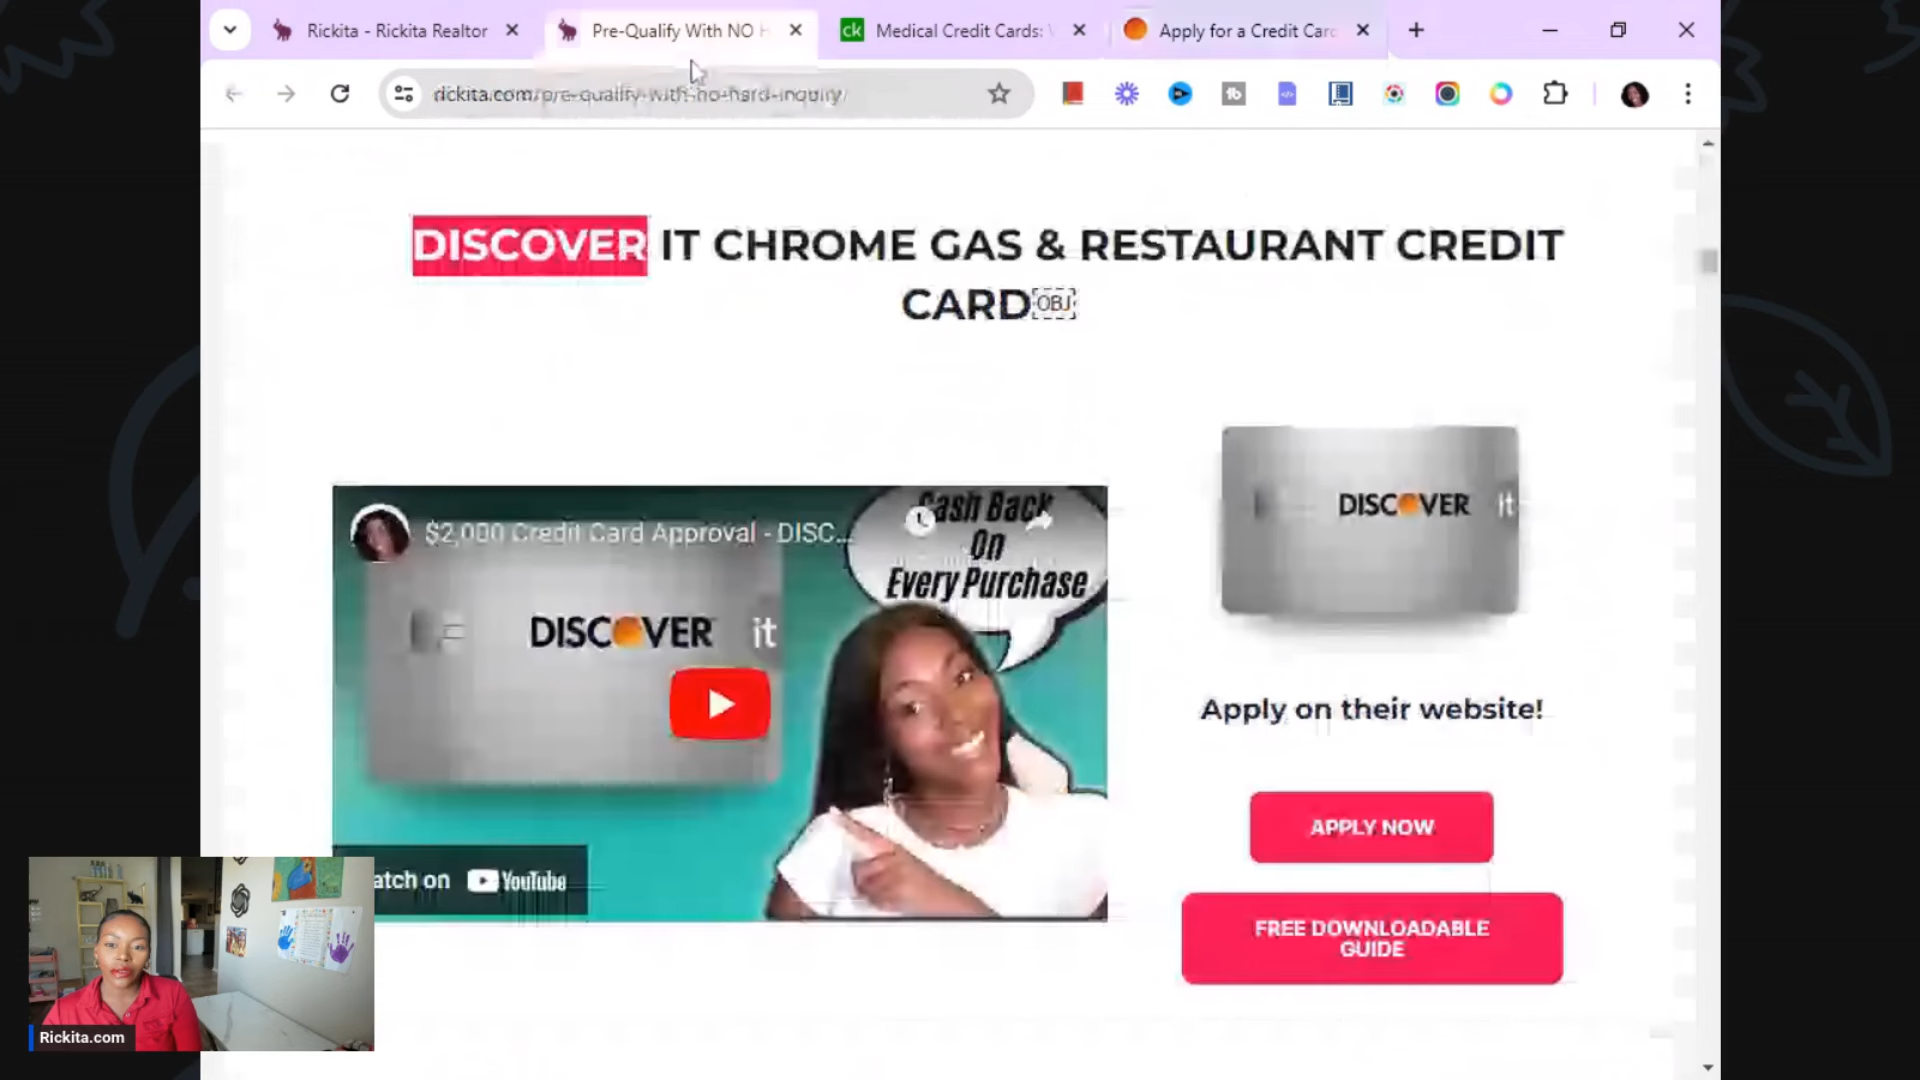 Rickita - Rickita Realtor
Pre-Qualify With NO H
ck
Medical Credit Cards:
Apply for a Credit Car
rickita.com/pre-qualify-with-no-hard-inquiry/
DISCOVER IT CHROME GAS & RESTAURANT CREDIT
CARD OBJ
$2,000 Credit Card Approval - DISC...
Cash Back
On
Every Purchase
DISCOVER it
DISCOVER it
Apply on their website!
APPLY NOW
atch on YouTube
FREE DOWNLOADABLE
GUIDE
Rickita.com